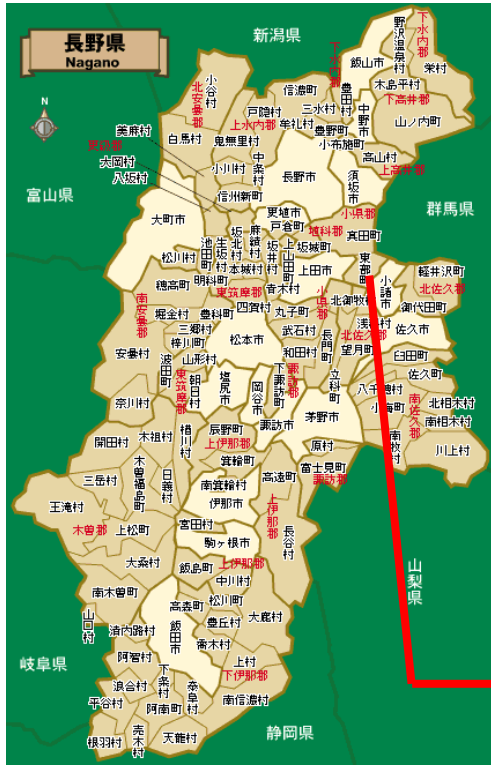 長野県
Nagano
N
新潟県
富山県
群馬県
山梨県
静岡県
岐阜県
下水内郡
野沢温泉村
栄村
飯山市
下水内郡
木島平村
下高井郡
山ノ内町
小谷村
北安曇郡
信濃町
豊田村
中野市
戸隠村
三水村
上水内郡
牟礼村
豊野町
小布施町
高山村
上高井郡
美麻村
更級郡
大岡村
八坂村
白馬村
鬼無里村
小川村
中条村
信州新町
長野市
須坂市
大町市
更埴市
戸倉町
埴科郡
小県郡
真田町
松川村
池田町
生坂村
坂北村
麻績村
坂井村
上山田町
坂城町
上田市
東部町
小諸市
軽井沢町
北佐久郡
御代田町
穂高町
明科町
本城村
東筑摩郡
青木村
小県郡
北御牧村
南安曇郡
堀金村
豊科町
四賀村
丸子町
浅科村
佐久市
三郷村
梓川村
松本市
武石村
長門町
北佐久郡
望月町
臼田町
安曇村
波田町
山形村
和田村
立科町
佐久町
奈川村
東筑摩郡
朝日村
塩尻市
岡谷市
下諏訪町
諏訪郡
八千穂村
小海町
南佐久郡
北相木村
南相木村
茅野市
諏訪市
南牧村
川上村
原村
富士見町
諏訪郡
開田村
木祖村
楢川村
辰野町
上伊那郡
箕輪町
高遠町
三岳村
木曽福島町
日義村
南箕輪村
伊那市
上伊那郡
長谷村
王滝村
木曽郡
上松町
宮田村
駒ヶ根市
大桑村
飯島町
上伊那郡
中川村
南木曽町
山口村
高森町
松川町
飯田市
豊丘村
大鹿村
清内路村
喬木村
阿智村
上村
下伊那郡
浪合村
下条村
泰阜村
南信濃村
平谷村
阿南町
根羽村
売木村
天龍村